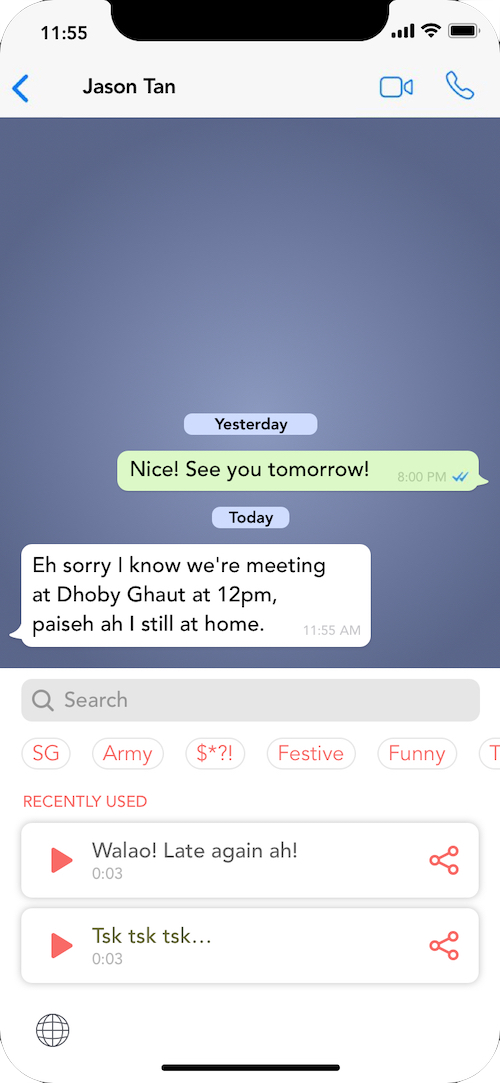 11:55
Jason Tan
Yesterday
Nice! See you tomorrow!
8:00 PM
Today
Eh sorry I know we're meeting
at Dhoby Ghaut at 12pm,
paiseh ah I still at home.
11:55 AM
Search
SG Army $*?! Festive Funny T
RECENTLY USED
Walao! Late again ah!
0:03
Tsk tsk tsk...
0:03